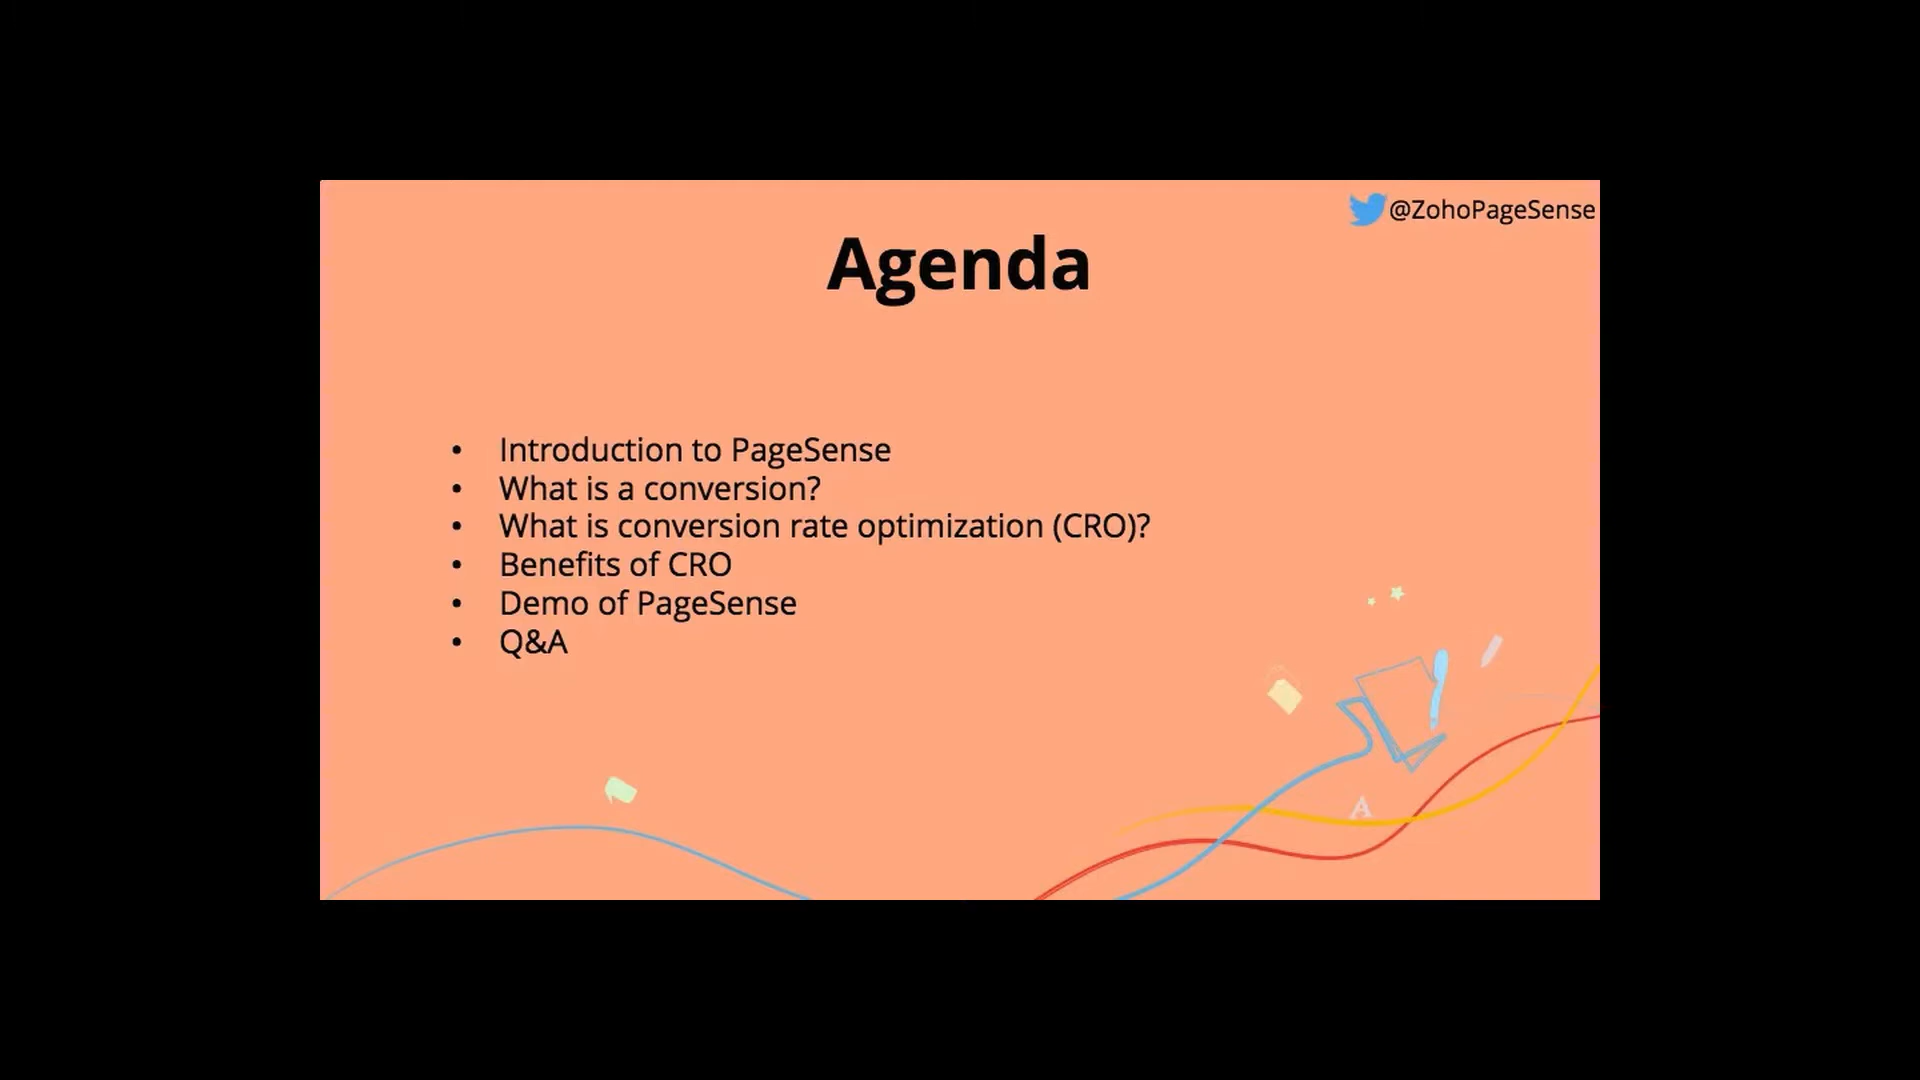 @ZohoPageSense
Agenda
• Introduction to PageSense
• What is a conversion?
• What is conversion rate optimization (CRO)?
• Benefits of CRO
• Demo of PageSense
• Q&A
A